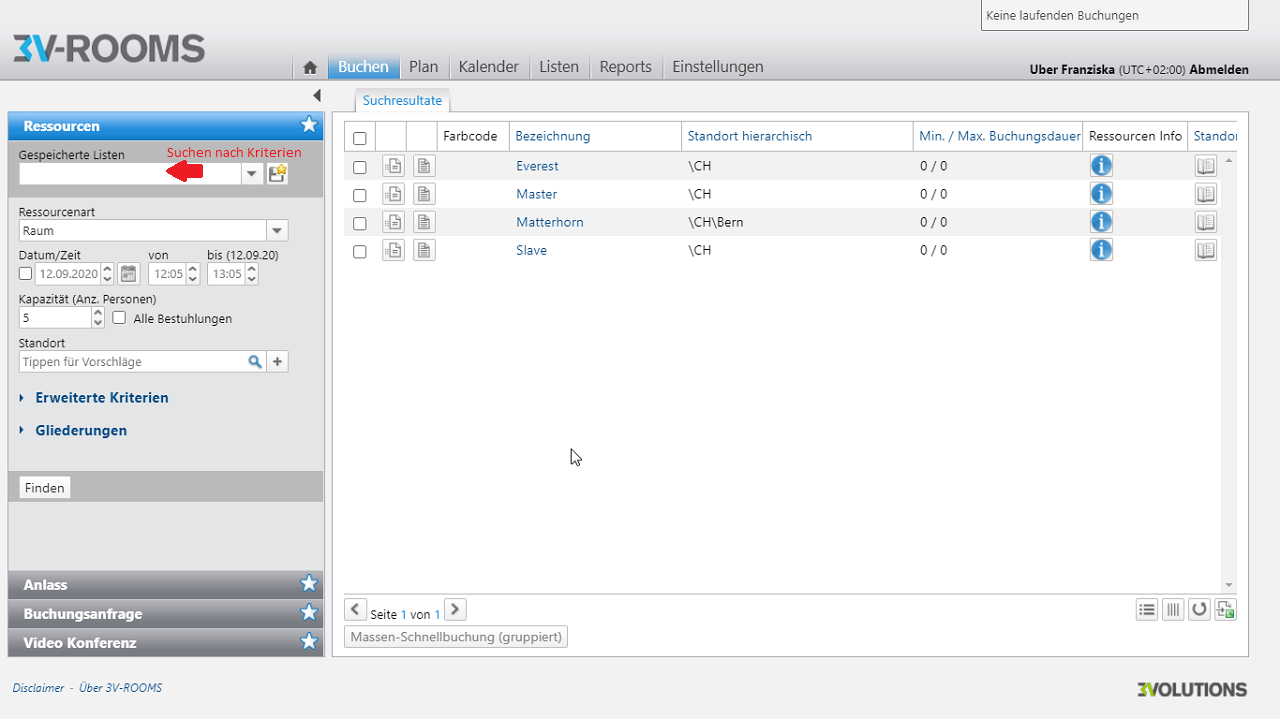 Keine laufenden Buchungen
3V-ROOMS
Buchen Plan Kalender Listen Reports Einstellungen
Uber Franziska (UTC+02:00) Abmelden
Ressourcen
Gespeicherte Listen
Suchen nach Kriterien
Ressourcenart
Raum
Datum/Zeit von bis (12.09.20)
12.09.2020 12:05 13:05
Kapazität (Anz. Personen)
5 Alle Bestuhlungen
Standort
Tippen für Vorschläge
Erweiterte Kriterien
Gliederungen
Finden
Anlass
Buchungsanfrage
Video Konferenz
Suchresultate
Farbcode Bezeichnung Standort hierarchisch Min. / Max. Buchungsdauer Ressourcen Info Standor
Everest \CH 0 / 0
Master \CH 0 / 0
Matterhorn \CH\Bern 0 / 0
Slave \CH 0 / 0
Seite 1 von 1
Massen-Schnellbuchung (gruppiert)
Disclaimer - Über 3V-ROOMS
3VOLUTIONS